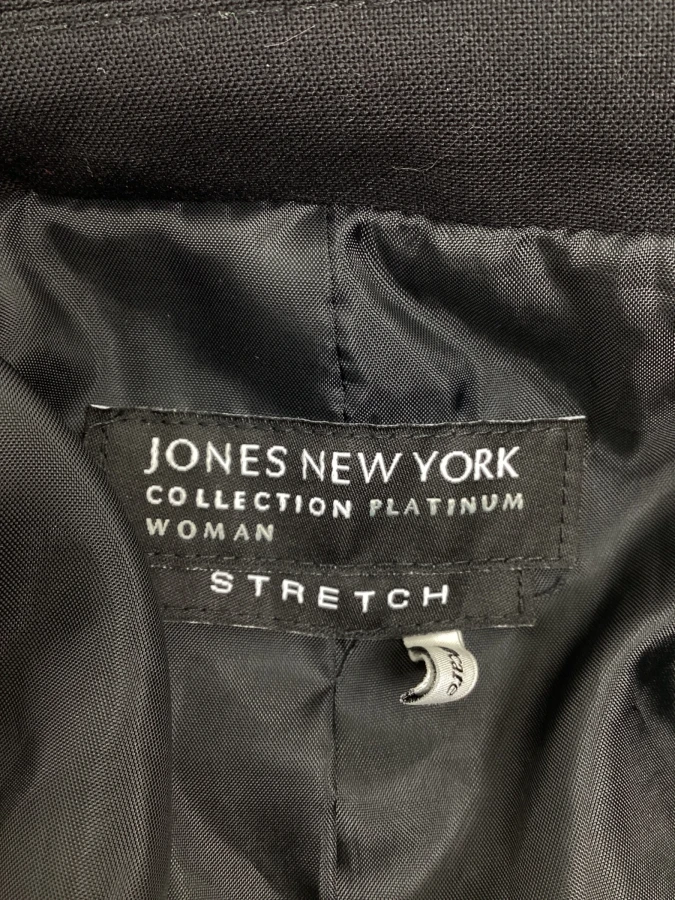 JONES NEW YORK
COLLECTION PLATINUM
WOMAN
STRETCH